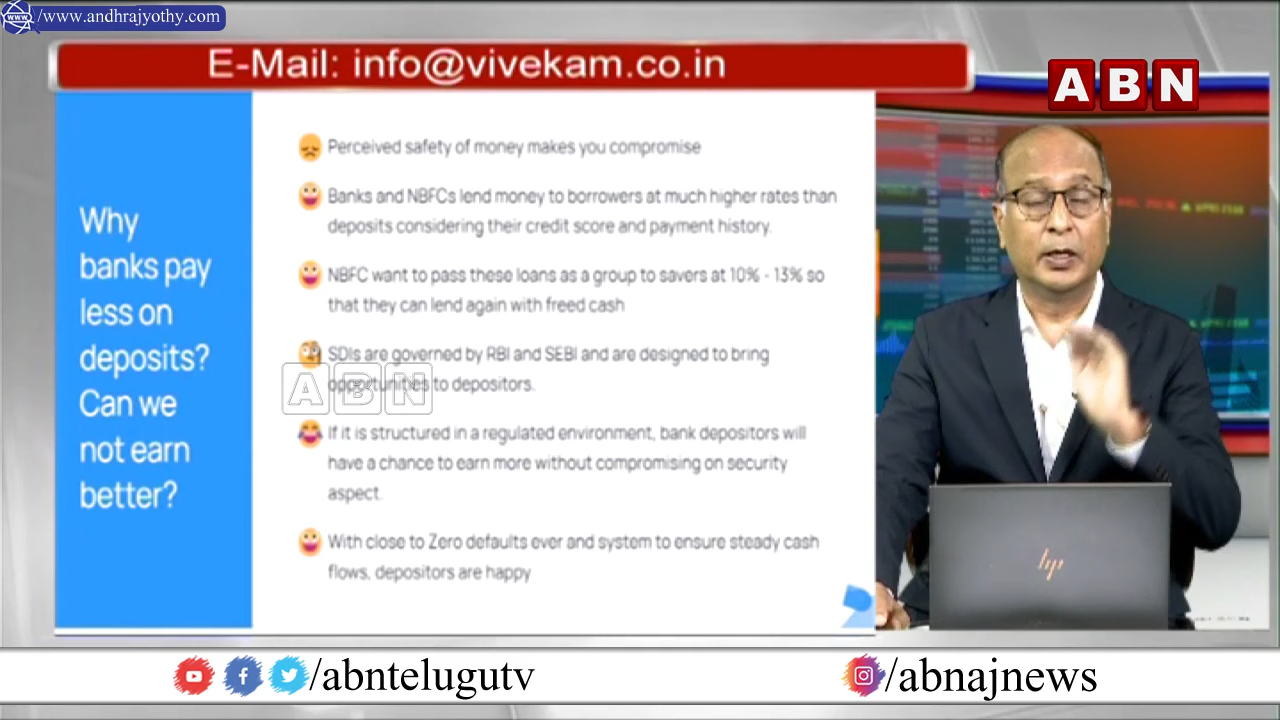 /www.andhrajyothy.com
E-Mail: info@vivekam.co.in
ABN
Why
banks pay
less on
deposits?
Can we
not earn
better?
Perceived safety of money makes you compromise
Banks and NBFCs lend money to borrowers at much higher rates than
deposits considering their credit score and payment history.
NBFC want to pass these loans as a group to savers at 10% - 13% so
that they can lend again with freed cash
SDIs are governed by RBI and SEBI and are designed to bring
opportunities to depositors.
ABN
If it is structured in a regulated environment, bank depositors will
have a chance to earn more without compromising on security
aspect.
With close to Zero defaults ever and system to ensure steady cash
flows, depositors are happy
hp
/abntelugutv
/abnajnews